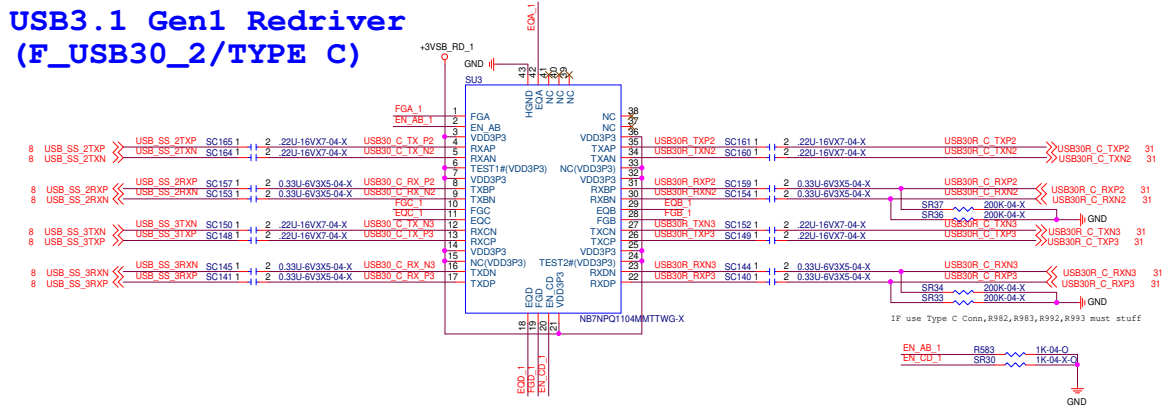 USB3.1 Gen1 Redriver
(F_USB30_2/TYPE C)
+3VSB_RD_1
GND
EQA_1
43 42 41 40 39
SU3
HGND EQA NC NC NC
FGA_1 1 FGA NC 38
EN_AB_1 2 EN_AB NC 37
3 VDD3P3 VDD3P3 36
8 USB_SS_2TXP USB_SS_2TXP SC165 1 2 .22U-16VX7-04-X USB30_C_TX_P2 4 RXAP TXAP 35 USB30R_TXP2 SC161 1 2 .22U-16VX7-04-X USB30R_C_TXP2 USB30R_C_TXP2 31
8 USB_SS_2TXN USB_SS_2TXN SC164 1 2 .22U-16VX7-04-X USB30_C_TX_N2 5 RXAN TXAN 34 USB30R_TXN2 SC160 1 2 .22U-16VX7-04-X USB30R_C_TXN2 USB30R_C_TXN2 31
6 TEST1#(VDD3P3) NC(VDD3P3) 33
7 VDD3P3 VDD3P3 32
8 USB_SS_2RXP USB_SS_2RXP SC157 1 2 0.33U-6V3X5-04-X USB30_C_RX_P2 8 TXBP RXBP 31 USB30R_RXP2 SC159 1 2 0.33U-6V3X5-04-X USB30R_C_RXP2 USB30R_C_RXP2 31
8 USB_SS_2RXN USB_SS_2RXN SC153 1 2 0.33U-6V3X5-04-X USB30_C_RX_N2 9 TXBN RXBN 30 USB30R_RXN2 SC154 1 2 0.33U-6V3X5-04-X USB30R_C_RXN2 USB30R_C_RXN2 31
FGC_1 10 FGC EQB 29 EQB_1 SR37 200K-04-X
EQC_1 11 EQC FGB 28 FGB_1 SR36 200K-04-X GND
8 USB_SS_3TXN USB_SS_3TXN SC150 1 2 .22U-16VX7-04-X USB30_C_TX_N3 12 RXCN TXCN 27 USB30R_TXN3 SC152 1 2 .22U-16VX7-04-X USB30R_C_TXN3 USB30R_C_TXN3 31
8 USB_SS_3TXP USB_SS_3TXP SC148 1 2 .22U-16VX7-04-X USB30_C_TX_P3 13 RXCP TXCP 26 USB30R_TXP3 SC149 1 2 .22U-16VX7-04-X USB30R_C_TXP3 USB30R_C_TXP3 31
14 VDD3P3 VDD3P3 25
15 NC(VDD3P3) TEST2#(VDD3P3) 24
8 USB_SS_3RXN USB_SS_3RXN SC145 1 2 0.33U-6V3X5-04-X USB30_C_RX_N3 16 TXDN RXDN 23 USB30R_RXN3 SC144 1 2 0.33U-6V3X5-04-X USB30R_C_RXN3 USB30R_C_RXN3 31
8 USB_SS_3RXP USB_SS_3RXP SC141 1 2 0.33U-6V3X5-04-X USB30_C_RX_P3 17 TXDP RXDP 22 USB30R_RXP3 SC140 1 2 0.33U-6V3X5-04-X USB30R_C_RXP3 USB30R_C_RXP3 31
SR34 200K-04-X
SR33 200K-04-X GND
EQD FGD EN_CD VDD3P3
18 19 20 21
NB7NPQ1104MMTTWG-X
IF use Type C Conn,R982,R983,R992,R993 must stuff
EQD_1 FGD_1 EN_CD_1
EN_AB_1 R583 1K-04-O
EN_CD_1 SR30 1K-04-X-O
GND